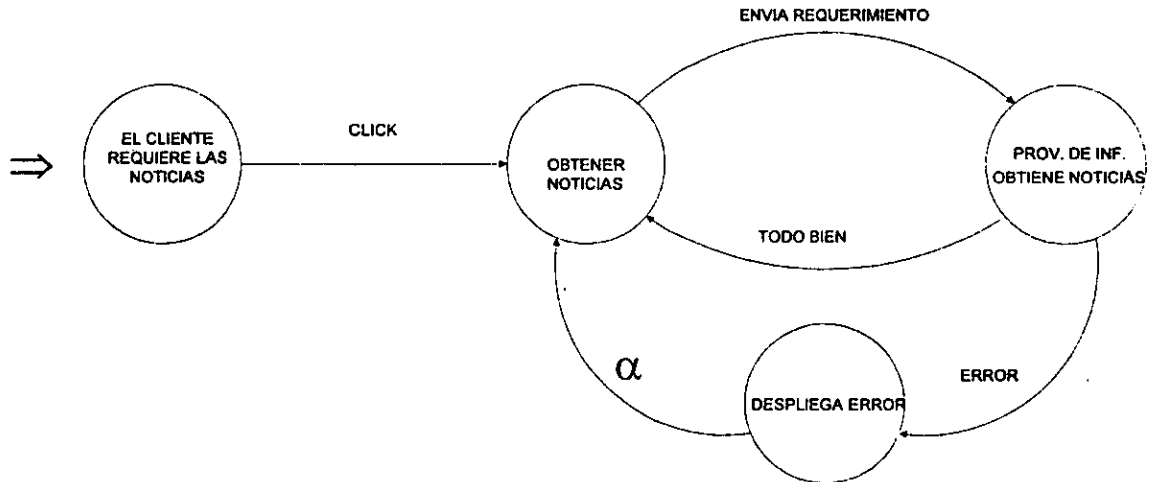 ENVIA REQUERIMIENTO
EL CLIENTE
REQUIERE LAS
NOTICIAS
CLICK
OBTENER
NOTICIAS
PROV. DE INF.
OBTIENE NOTICIAS
TODO BIEN
α
DESPLIEGA ERROR
ERROR